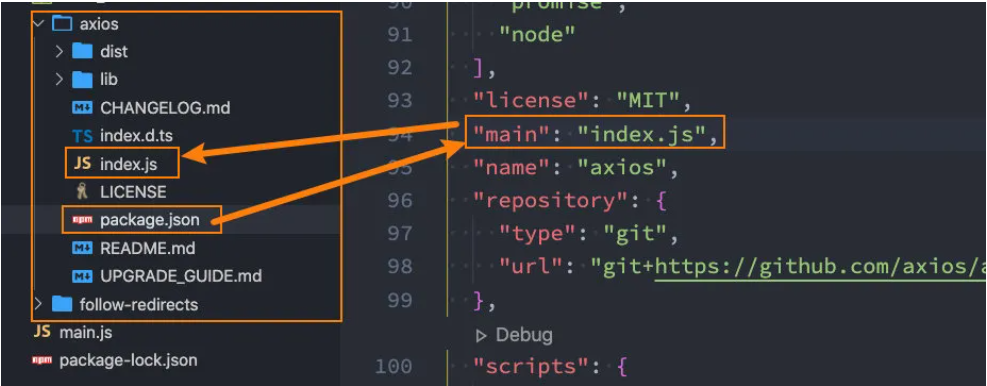 axios
dist
lib
CHANGELOG.md
TS index.d.ts
JS index.js
LICENSE
npm package.json
README.md
UPGRADE_GUIDE.md
follow-redirects
JS main.js
npm package-lock.json
90 "promise",
91 "node"
92 ],
93 "license": "MIT",
94 "main": "index.js",
95 "name": "axios",
96 "repository": {
97 "type": "git",
98 "url": "git+https://github.com/axios/a
99 },
Debug
100 "scripts": {